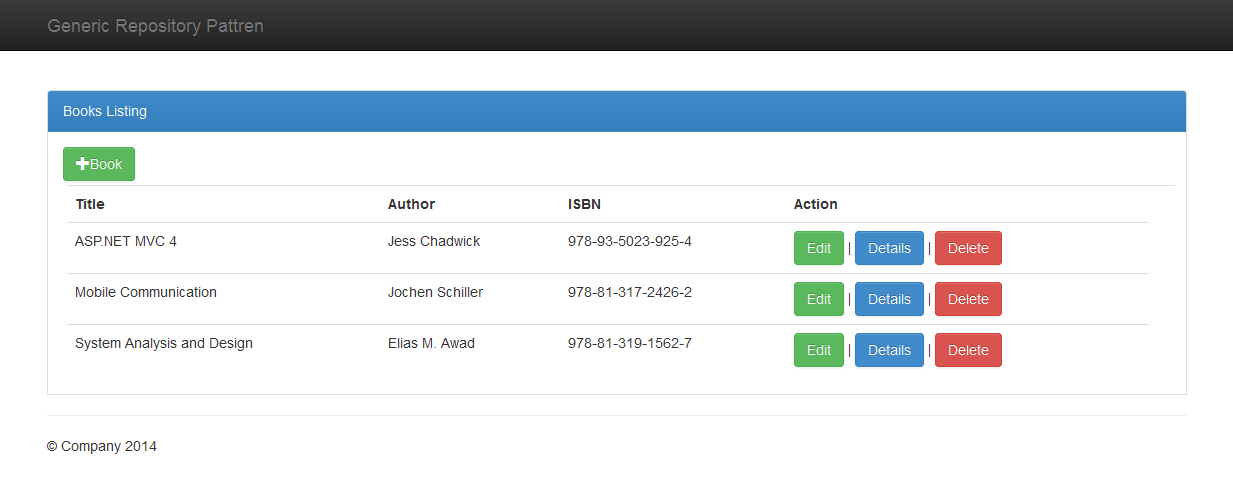 Generic Repository Pattren
Books Listing
+Book
Title Author ISBN Action
ASP.NET MVC 4 Jess Chadwick 978-93-5023-925-4 Edit | Details | Delete
Mobile Communication Jochen Schiller 978-81-317-2426-2 Edit | Details | Delete
System Analysis and Design Elias M. Awad 978-81-319-1562-7 Edit | Details | Delete
© Company 2014